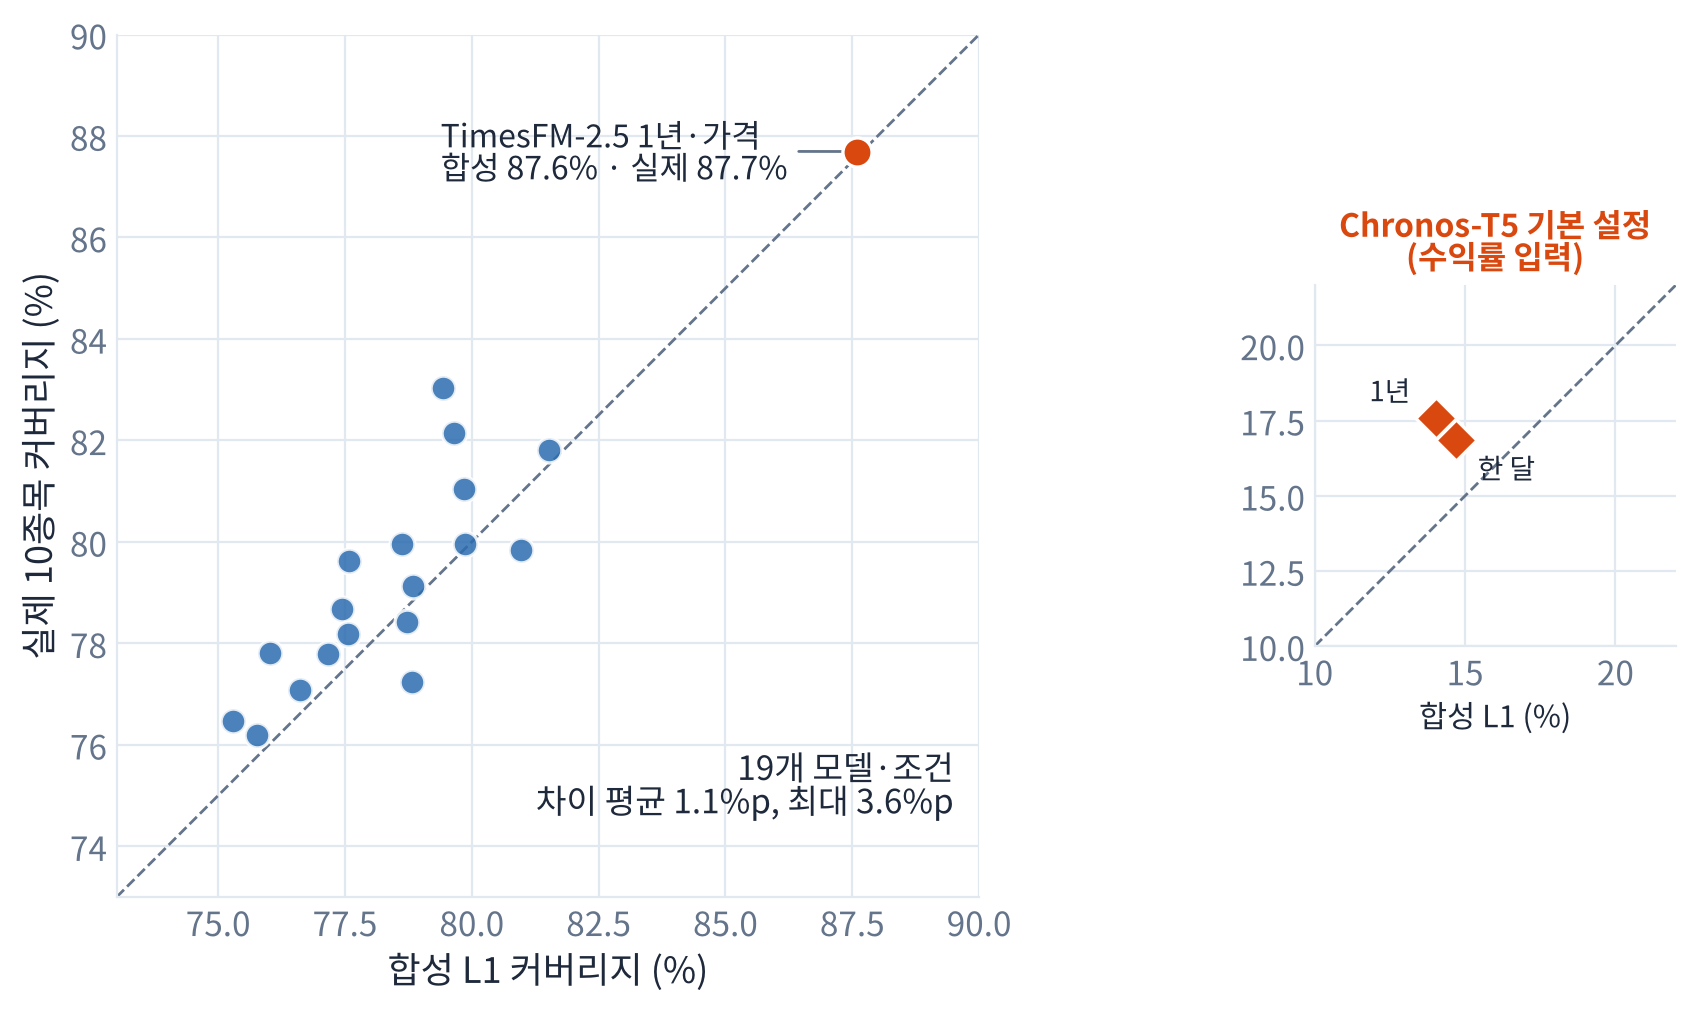 90
88
86
84
82
80
78
76
74
실제 10종목 커버리지 (%)
TimesFM-2.5 1년·가격
합성 87.6% · 실제 87.7%
19개 모델·조건
차이 평균 1.1%p, 최대 3.6%p
75.0 77.5 80.0 82.5 85.0 87.5 90.0
합성 L1 커버리지 (%)
Chronos-T5 기본 설정
(수익률 입력)
20.0
17.5
15.0
12.5
10.0
1년
한 달
10 15 20
합성 L1 (%)